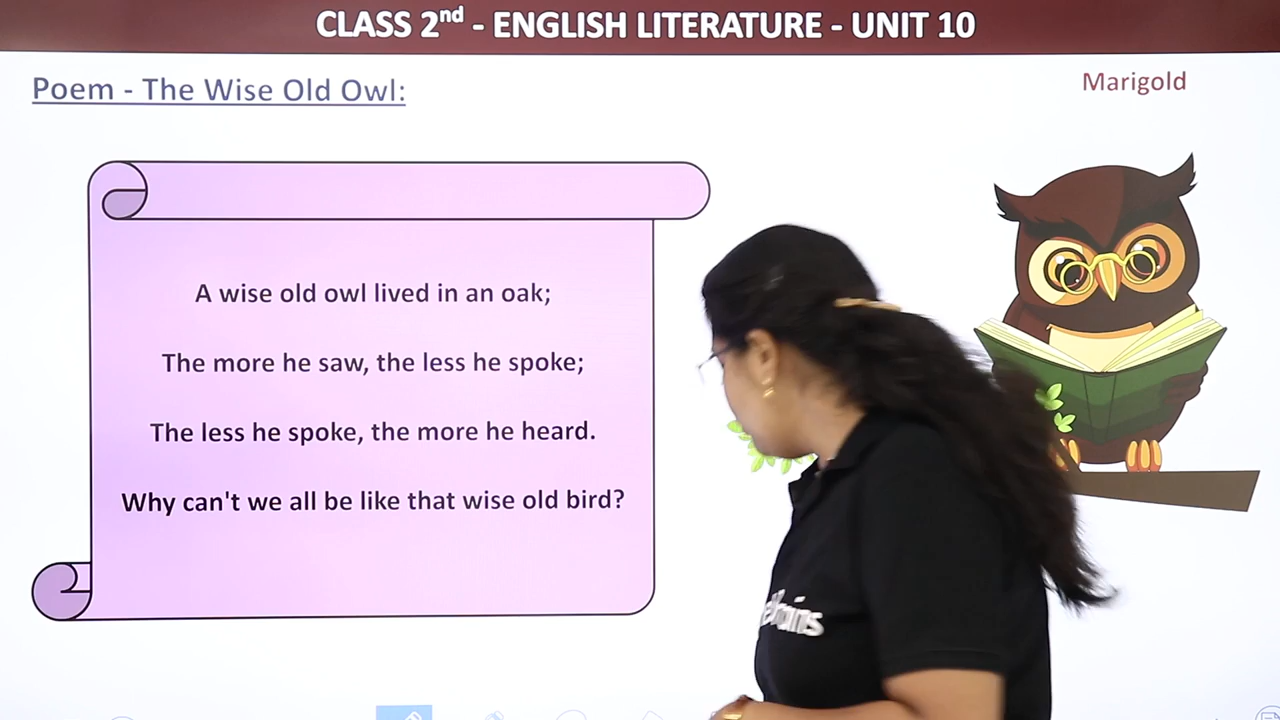 CLASS 2nd - ENGLISH LITERATURE - UNIT 10
Poem - The Wise Old Owl:
Marigold
A wise old owl lived in an oak;
The more he saw, the less he spoke;
The less he spoke, the more he heard.
Why can't we all be like that wise old bird?